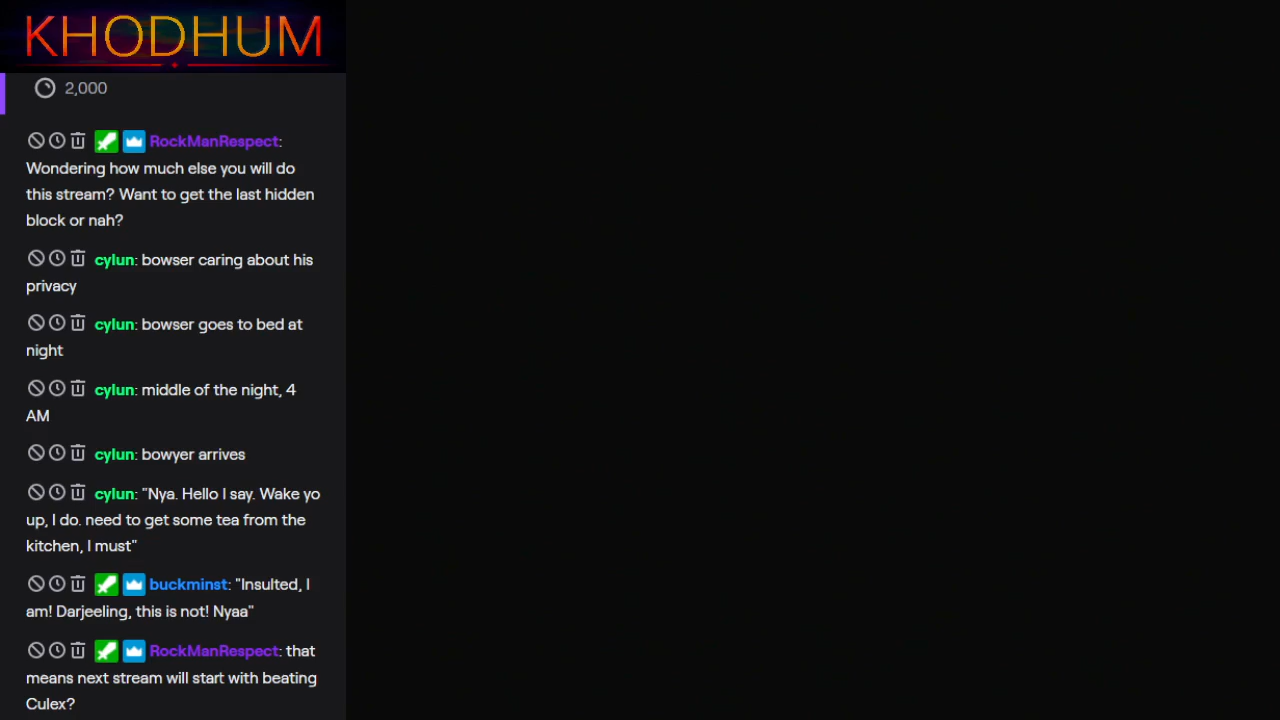 KHODHUM
2,000
RockManRespect:
Wondering how much else you will do
this stream? Want to get the last hidden
block or nah?
cylun: bowser caring about his
privacy
cylun: bowser goes to bed at
night
cylun: middle of the night, 4
AM
cylun: bowyer arrives
cylun: "Nya. Hello I say. Wake yo
up, I do. need to get some tea from the
kitchen, I must"
buckminst: "Insulted, I
am! Darjeeling, this is not! Nyaa"
RockManRespect: that
means next stream will start with beating
Culex?